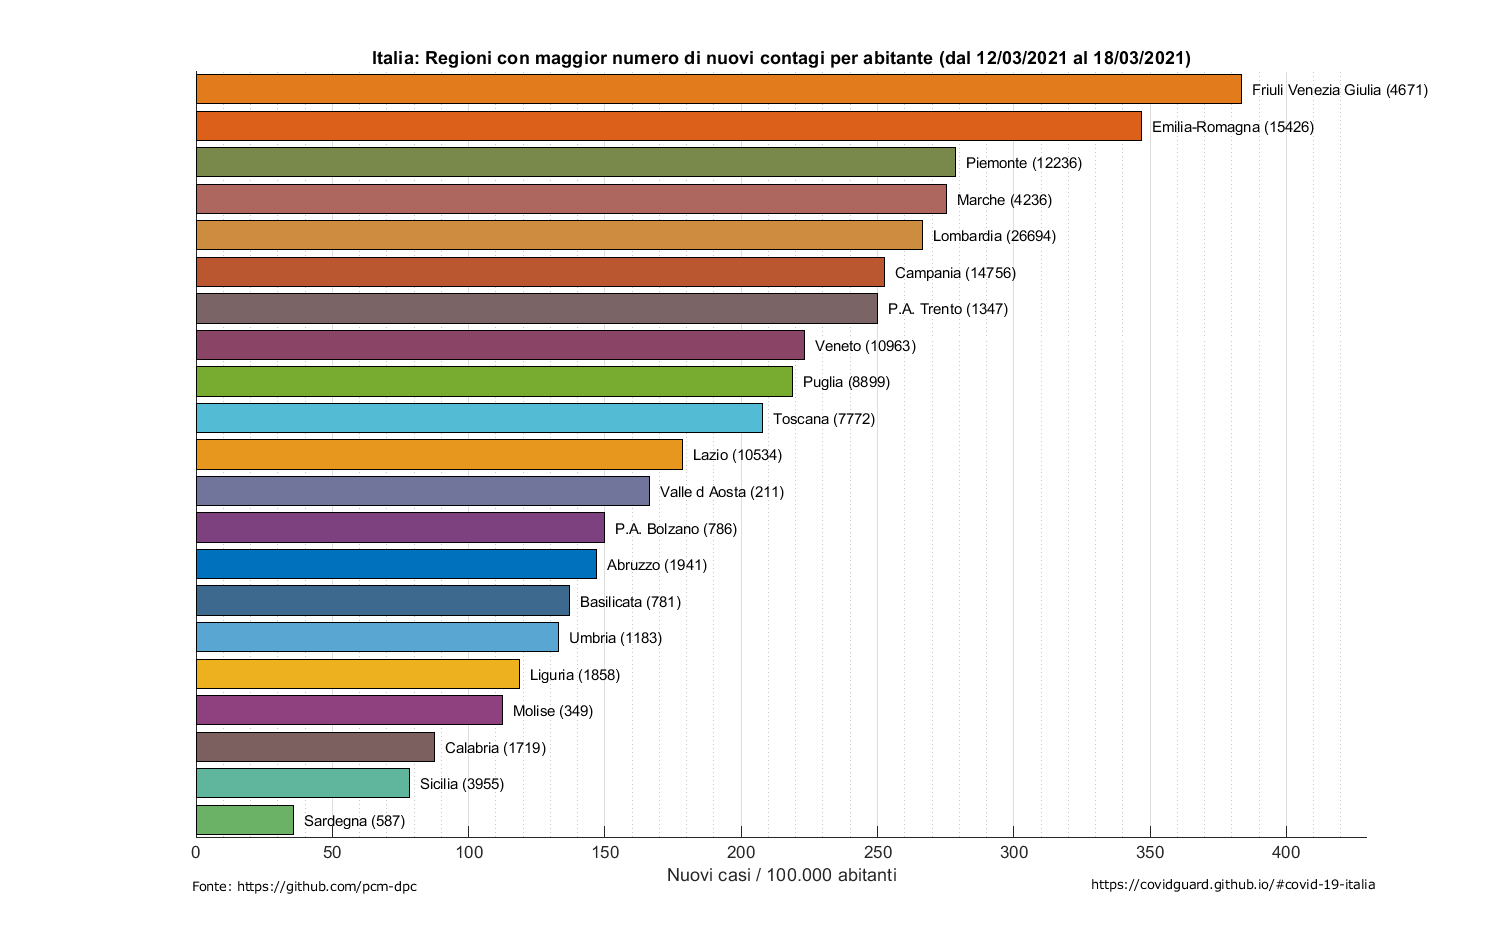 Italia: Regioni con maggior numero di nuovi contagi per abitante (dal 12/03/2021 al 18/03/2021)
Friuli Venezia Giulia (4671)
Emilia-Romagna (15426)
Piemonte (12236)
Marche (4236)
Lombardia (26694)
Campania (14756)
P.A. Trento (1347)
Veneto (10963)
Puglia (8899)
Toscana (7772)
Lazio (10534)
Valle d Aosta (211)
P.A. Bolzano (786)
Abruzzo (1941)
Basilicata (781)
Umbria (1183)
Liguria (1858)
Molise (349)
Calabria (1719)
Sicilia (3955)
Sardegna (587)
0 50 100 150 200 250 300 350 400
Nuovi casi / 100.000 abitanti
Fonte: https://github.com/pcm-dpc
https://covidguard.github.io/#covid-19-italia